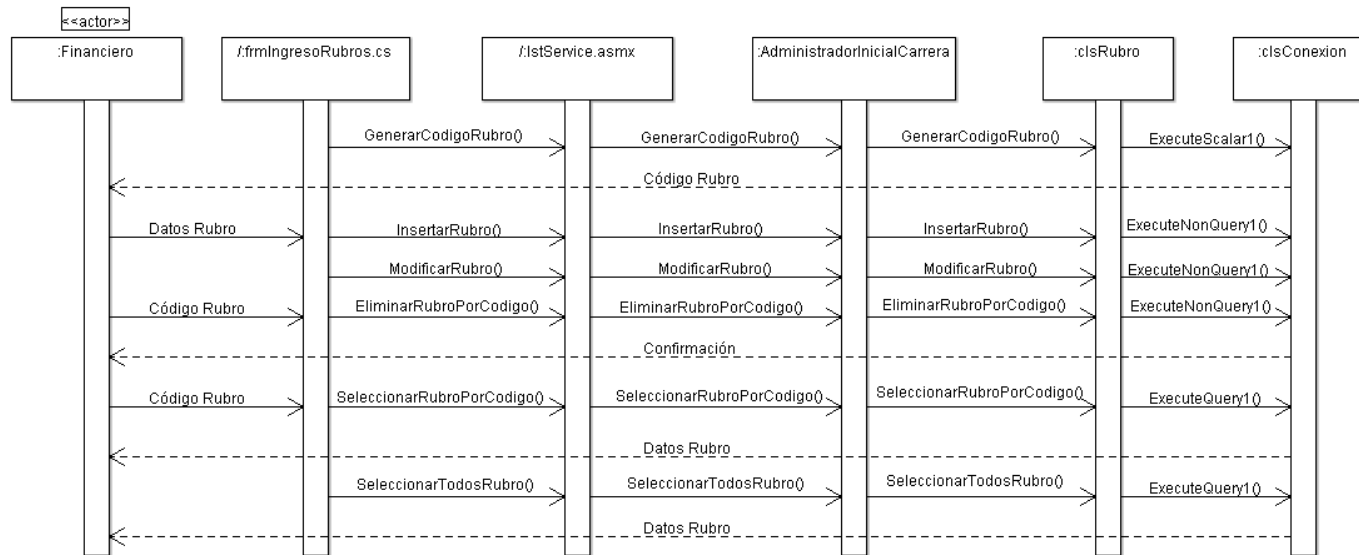 <<actor>>
:Financiero
/:frmIngresoRubros.cs
/:IstService.asmx
:AdministradorInicialCarrera
:clsRubro
:clsConexion
GenerarCodigoRubro()
GenerarCodigoRubro()
GenerarCodigoRubro()
ExecuteScalar1()
Código Rubro
Datos Rubro
InsertarRubro()
InsertarRubro()
InsertarRubro()
ExecuteNonQuery1()
ModificarRubro()
ModificarRubro()
ModificarRubro()
ExecuteNonQuery1()
Código Rubro
EliminarRubroPorCodigo()
EliminarRubroPorCodigo()
EliminarRubroPorCodigo()
ExecuteNonQuery1()
Confirmación
Código Rubro
SeleccionarRubroPorCodigo()
SeleccionarRubroPorCodigo()
SeleccionarRubroPorCodigo()
ExecuteQuery1()
Datos Rubro
SeleccionarTodosRubro()
SeleccionarTodosRubro()
SeleccionarTodosRubro()
ExecuteQuery1()
Datos Rubro